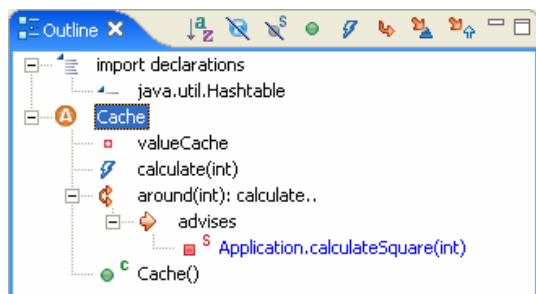 Outline
import declarations
java.util.Hashtable
A Cache
valueCache
calculate(int)
around(int): calculate..
advises
S Application.calculateSquare(int)
C Cache()